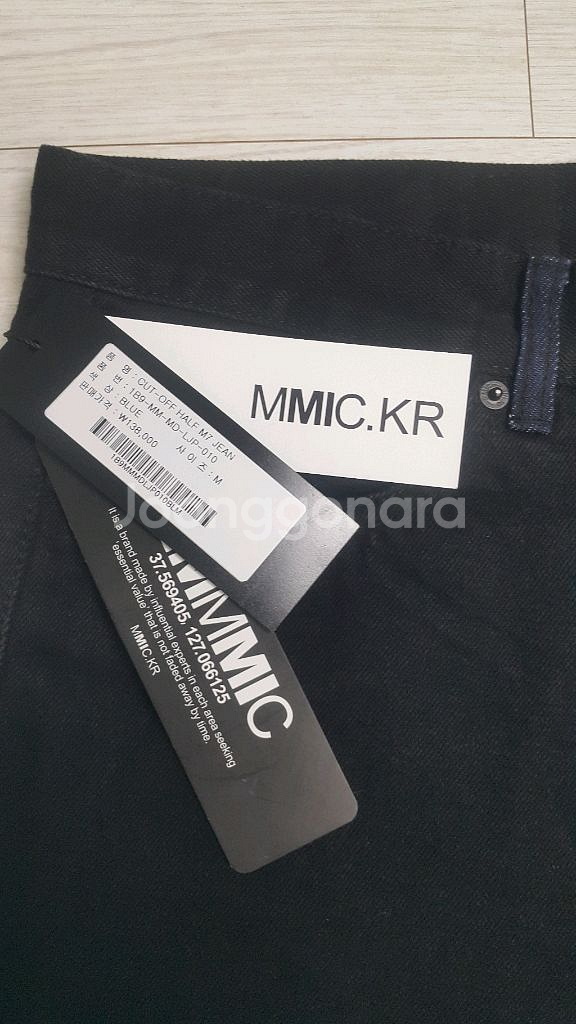 MMIC.KR
품 명 : CUT-OFF HALF M7 JEAN
품 번 : 1B9-MM-MD-LJP-010
색 상 : BLUE 사 이 즈 : M
판매가격 : ₩138,000
1B9MMMDLJP010BLM
Joonggonara
MMMIC
37.569405, 127.066125
It is a brand made by influential experts in each area seeking
'essential value' that is not faded away by time.
MMIC.KR